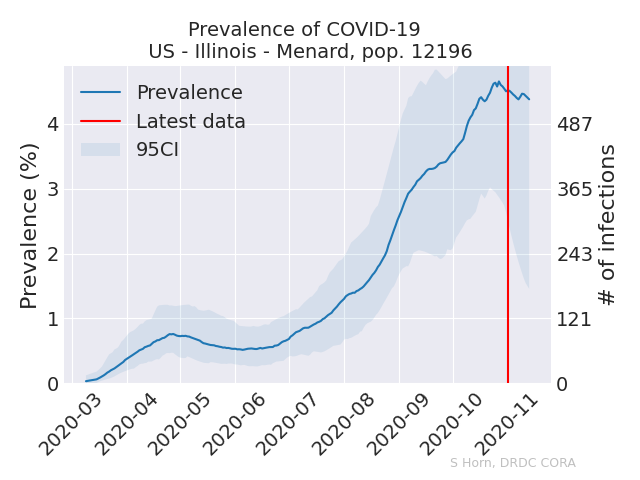 Prevalence of COVID-19
US - Illinois - Menard, pop. 12196
Prevalence
Latest data
95CI
Prevalence (%)
4
3
2
1
0
487
365
243
121
0
# of infections
2020-03
2020-04
2020-05
2020-06
2020-07
2020-08
2020-09
2020-10
2020-11
S Horn, DRDC CORA